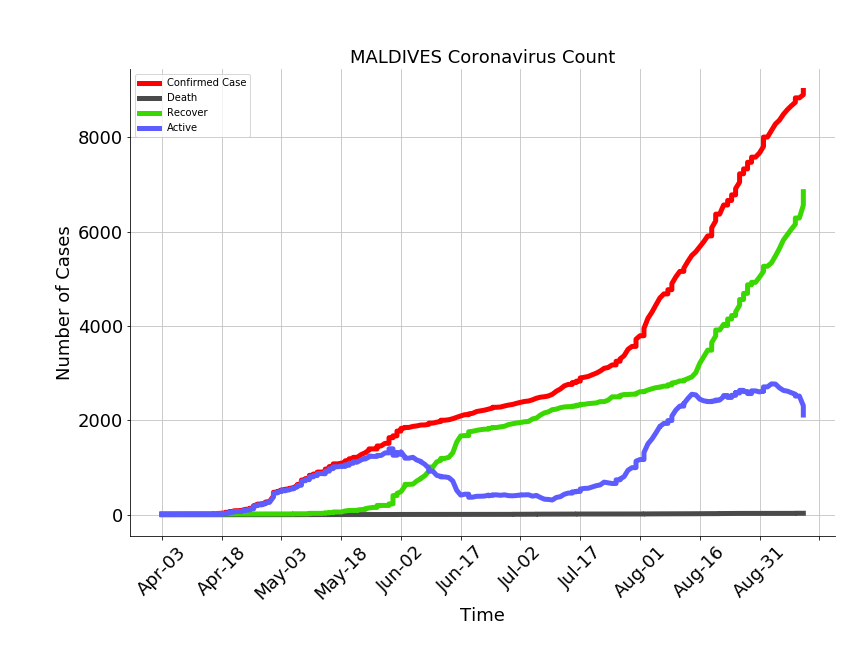 MALDIVES Coronavirus Count
Confirmed Case
Death
Recover
Active
Number of Cases
8000
6000
4000
2000
0
Apr-03
Apr-18
May-03
May-18
Jun-02
Jun-17
Jul-02
Jul-17
Aug-01
Aug-16
Aug-31
Time